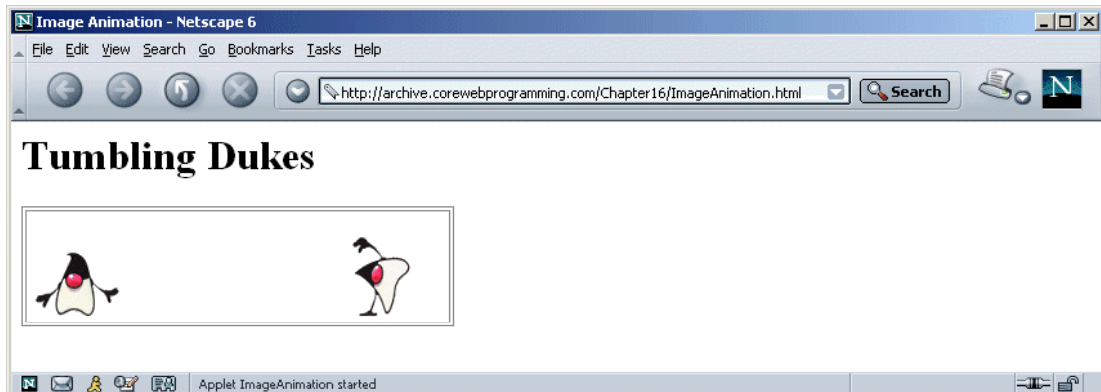 Image Animation - Netscape 6
File Edit View Search Go Bookmarks Tasks Help
http://archive.corewebprogramming.com/Chapter16/ImageAnimation.html Search N
Tumbling Dukes
Applet ImageAnimation started